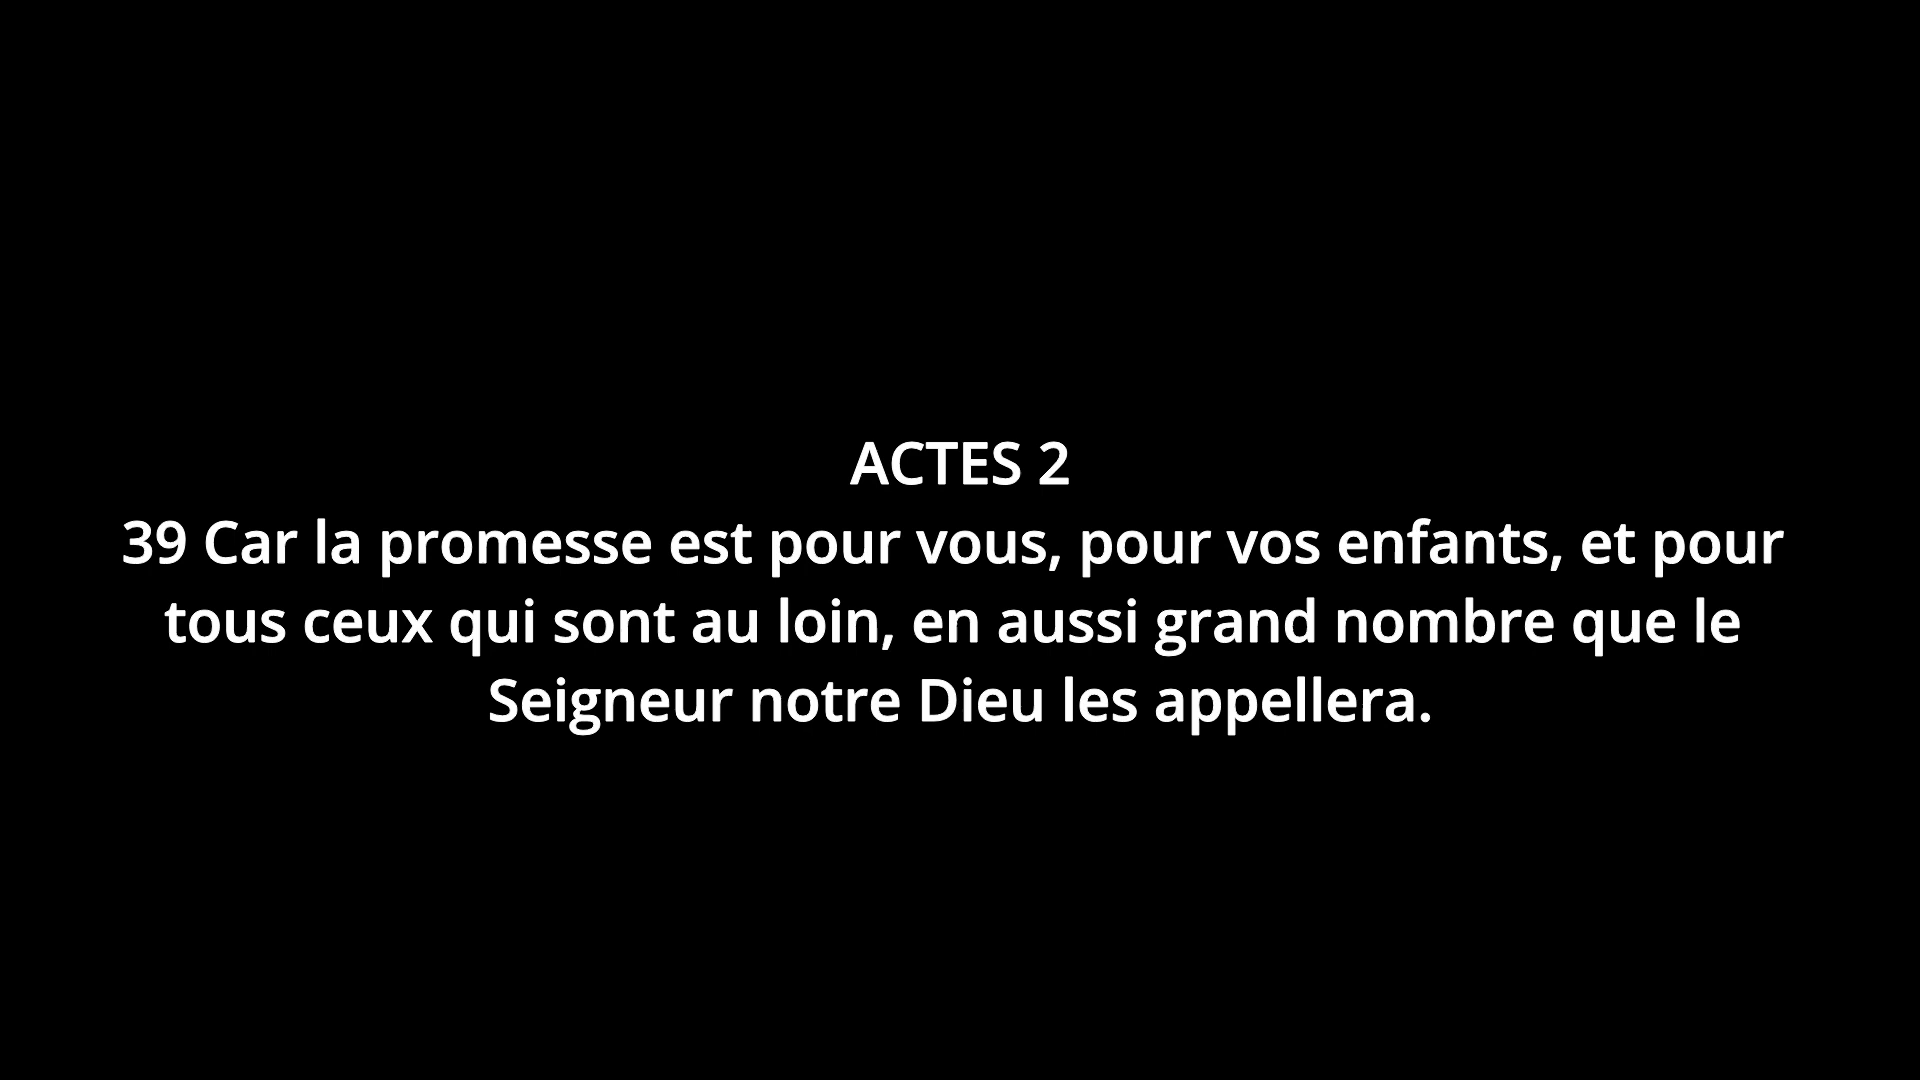 ACTES 2
39 Car la promesse est pour vous, pour vos enfants, et pour
tous ceux qui sont au loin, en aussi grand nombre que le
Seigneur notre Dieu les appellera.